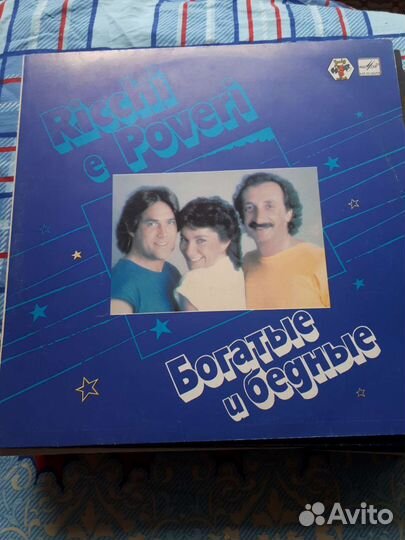 Ricchi
e Poveri
Богатые
и бедные
Avito